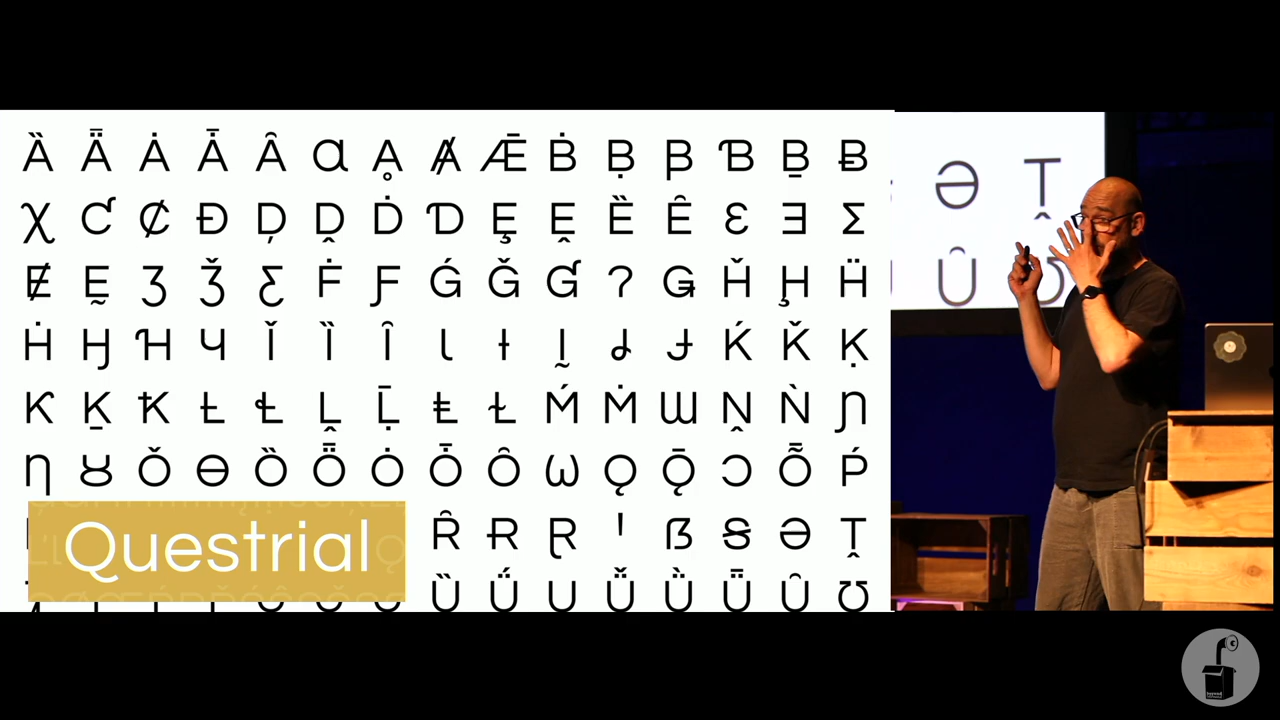 Ȁ Ǟ Ȧ Ǡ Ȃ Ɑ Ḁ Ⱥ Ǣ Ḃ Ḅ Ꞵ Ɓ Ḇ Ƀ
Ꭓ Ƈ Ȼ Ɖ Ḍ Ḓ Ḋ Ɗ Ȩ Ḙ Ȅ Ȇ Ɛ Ǝ Ʃ
Ɇ Ḛ Ʒ Ǯ Ƹ Ḟ Ƒ Ǵ Ǧ Ɠ Ɂ Ǥ Ȟ Ḩ Ḧ
Ḣ Ⱨ Ɦ Ч Ǐ Ȉ Ȋ Ɩ Ɨ Ḭ ɟ Ɉ Ḱ Ǩ Ḳ
Ƙ Ḵ Ꝁ Ƚ Ɫ Ḽ Ḹ Ⱡ Ł Ḿ Ṁ Ɯ Ṋ Ǹ Ɲ
Ƞ Ȣ Ǒ Ɵ Ȍ Ȫ Ȯ Ȱ Ȏ Ꞷ Ǫ Ǭ Ɔ Ȭ Ṕ
Ȓ Ɍ Ɽ ꞌ ẞ Ꞩ Ə Ṱ
Questrial
Ȕ Ǘ Ս Ǚ Ǜ Ǖ Ȗ Ʊ
Ə Ṱ
Ȗ Ʊ